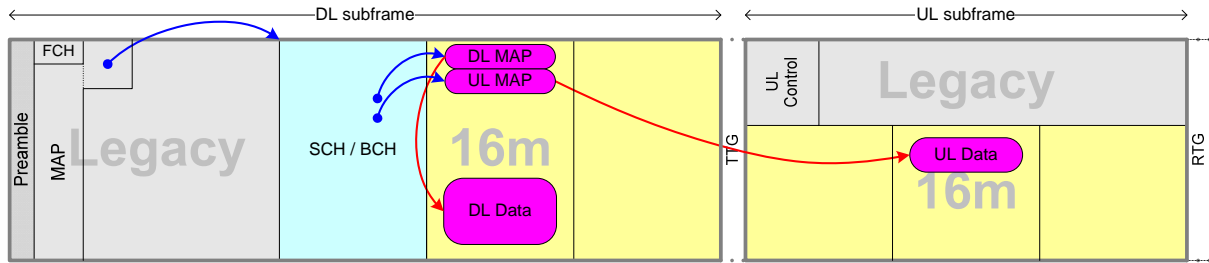 DL subframe
UL subframe
Preamble
FCH
MAP
Legacy
SCH / BCH
DL MAP
UL MAP
16m
DL Data
TTG
UL
Control
Legacy
UL Data
16m
RTG